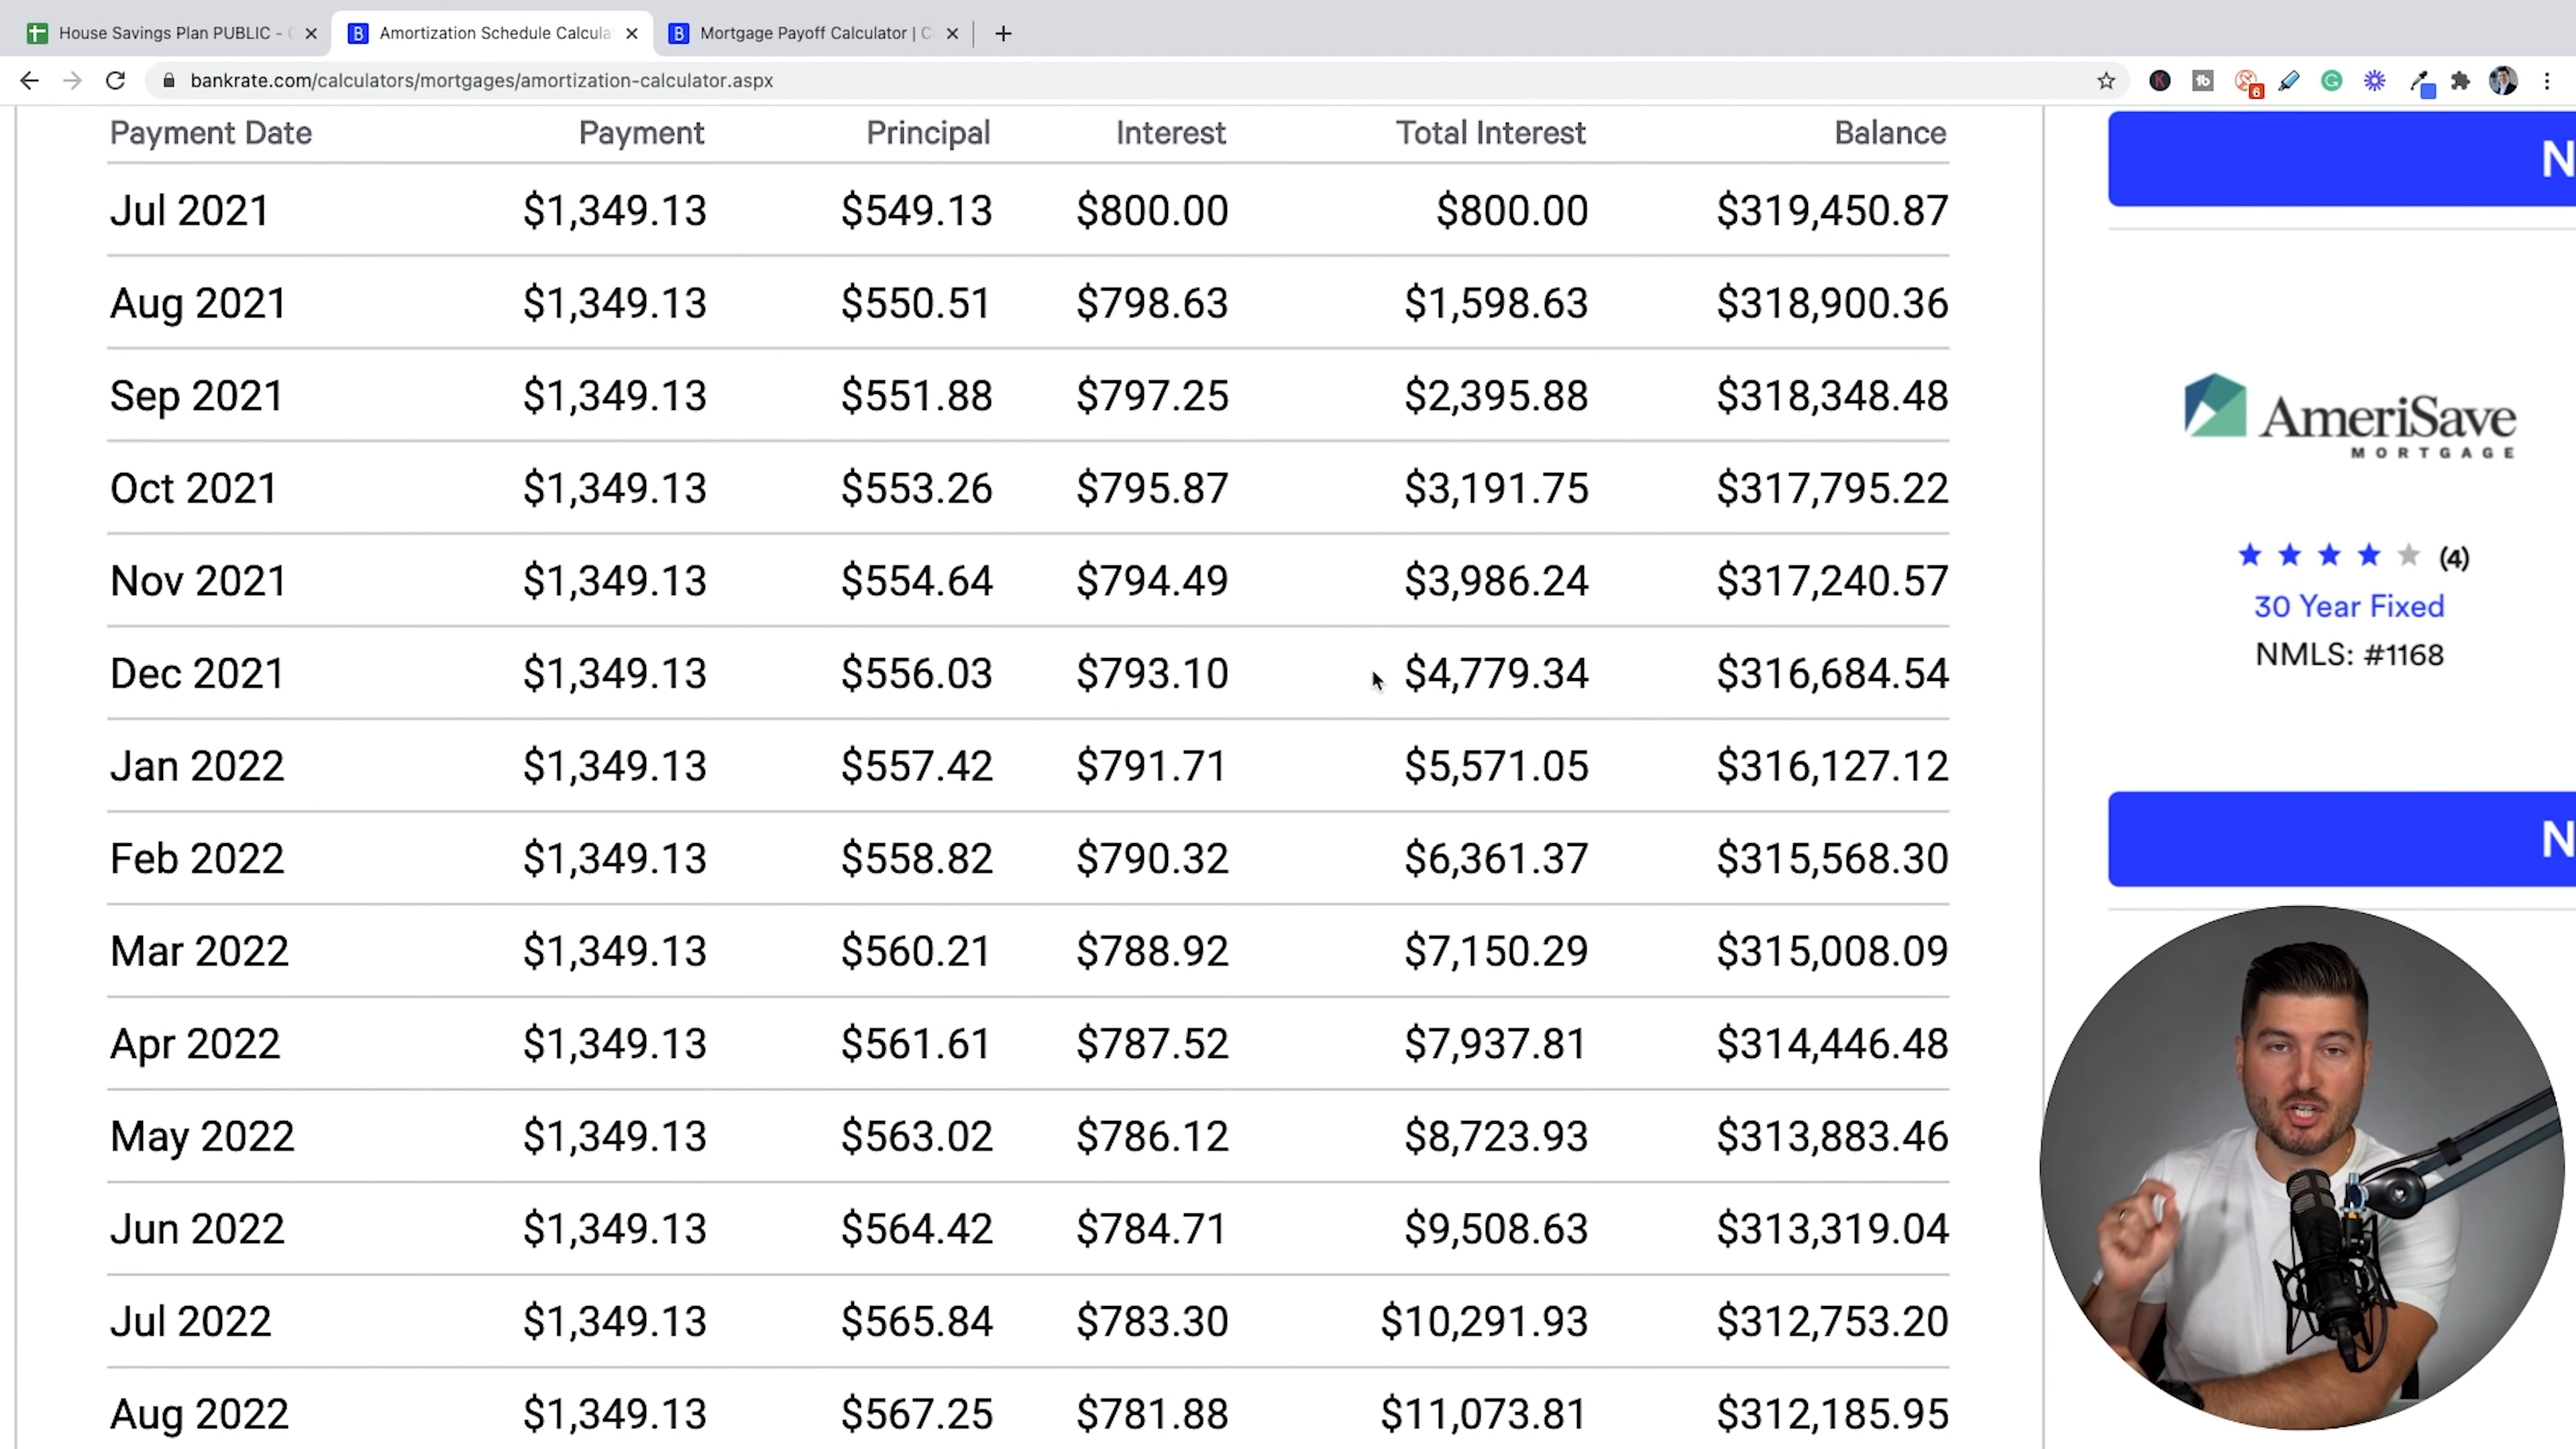 House Savings Plan PUBLIC -
Amortization Schedule Calcula
Mortgage Payoff Calculator | C
bankrate.com/calculators/mortgages/amortization-calculator.aspx
6
Payment Date Payment Principal Interest Total Interest Balance
Jul 2021 $1,349.13 $549.13 $800.00 $800.00 $319,450.87
Aug 2021 $1,349.13 $550.51 $798.63 $1,598.63 $318,900.36
Sep 2021 $1,349.13 $551.88 $797.25 $2,395.88 $318,348.48
Oct 2021 $1,349.13 $553.26 $795.87 $3,191.75 $317,795.22
Nov 2021 $1,349.13 $554.64 $794.49 $3,986.24 $317,240.57
Dec 2021 $1,349.13 $556.03 $793.10 $4,779.34 $316,684.54
Jan 2022 $1,349.13 $557.42 $791.71 $5,571.05 $316,127.12
Feb 2022 $1,349.13 $558.82 $790.32 $6,361.37 $315,568.30
Mar 2022 $1,349.13 $560.21 $788.92 $7,150.29 $315,008.09
Apr 2022 $1,349.13 $561.61 $787.52 $7,937.81 $314,446.48
May 2022 $1,349.13 $563.02 $786.12 $8,723.93 $313,883.46
Jun 2022 $1,349.13 $564.42 $784.71 $9,508.63 $313,319.04
Jul 2022 $1,349.13 $565.84 $783.30 $10,291.93 $312,753.20
Aug 2022 $1,349.13 $567.25 $781.88 $11,073.81 $312,185.95
N
AmeriSave
MORTGAGE
(4)
30 Year Fixed
NMLS: #1168
N